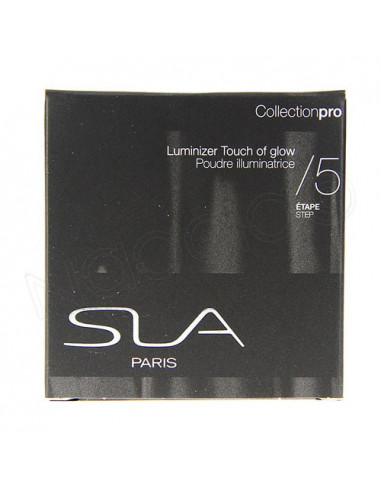 Collectionpro
Luminizer Touch of glow
Poudre illuminatrice
/5
ÉTAPE
STEP
SLA
PARIS